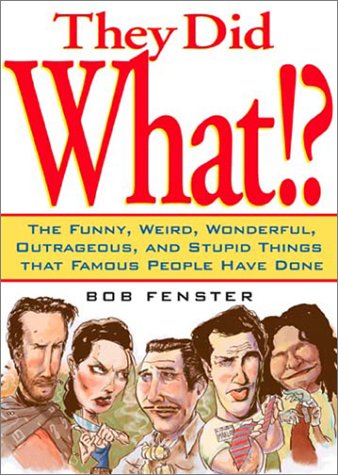 They Did
What!?
THE FUNNY, WEIRD, WONDERFUL,
OUTRAGEOUS, AND STUPID THINGS
THAT FAMOUS PEOPLE HAVE DONE
BOB FENSTER